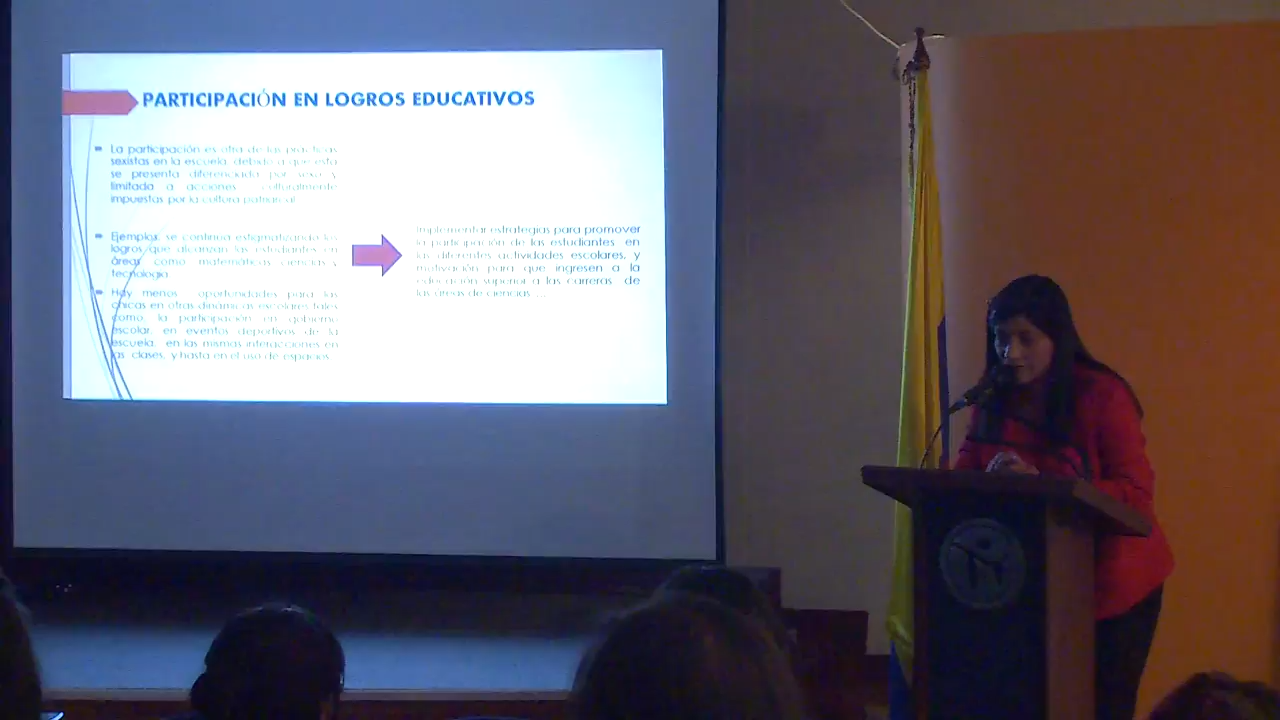 PARTICIPACIÓN EN LOGROS EDUCATIVOS
La participación es otra de las prácticas
sexistas en la escuela, debido a que esta
se presenta diferenciada por sexo y
limitada a acciones culturalmente
impuestas por la cultura patriarcal
Ejemplos: se continua estigmatizando los
logros que alcanzan las estudiantes en
áreas como matemáticas ciencias y
tecnología
Hay menos oportunidades para las
chicas en otras dinámicas escolares tales
como: la participación en gobierno
escolar, en eventos deportivos de la
escuela, en las mismas interacciones en
las clases, y hasta en el uso de espacios.
Implementar estrategias para promover
la participación de las estudiantes en
las diferentes actividades escolares, y
motivación para que ingresen a la
educación superior a las carreras de
las áreas de ciencias ...